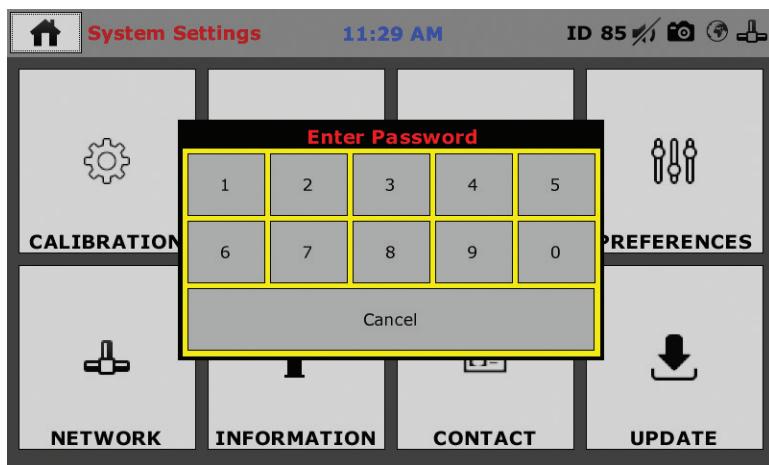 System Settings 11:29 AM ID 85
Enter Password
1 2 3 4 5
CALIBRATION PREFERENCES
6 7 8 9 0
Cancel
NETWORK INFORMATION CONTACT UPDATE